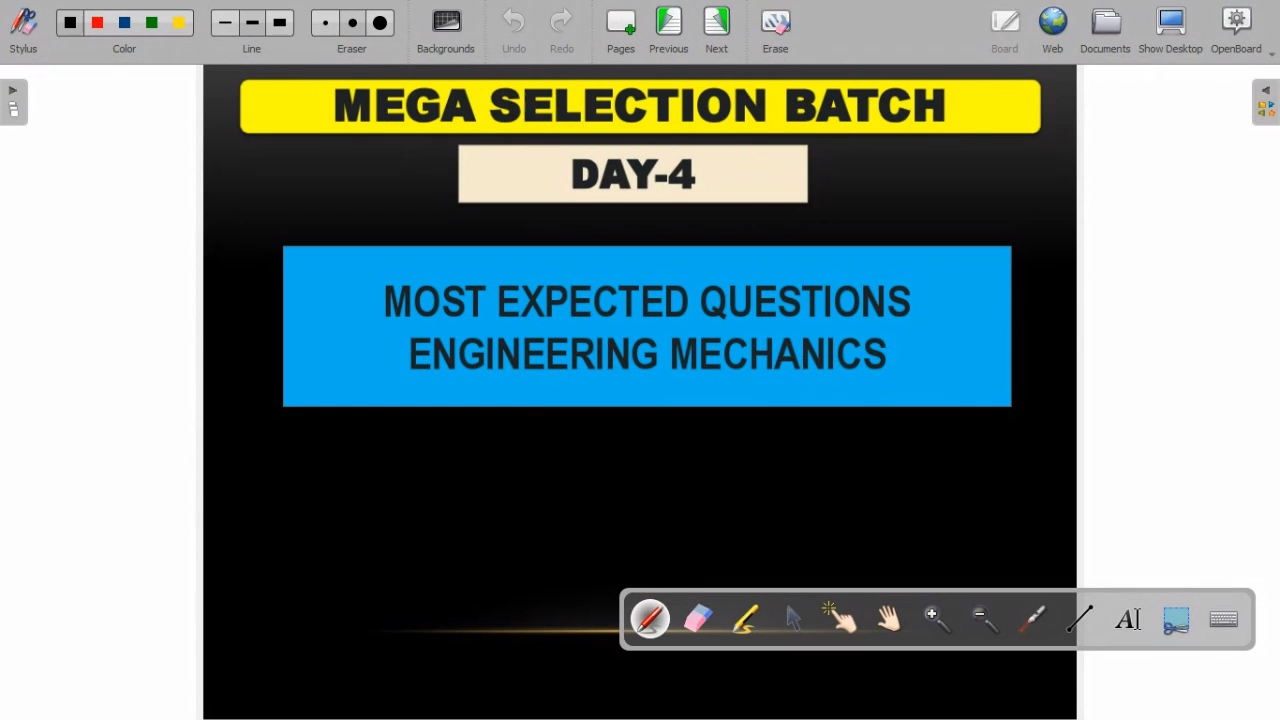 Stylus
Color
Line
Eraser
Backgrounds
Undo
Redo
Pages
Previous
Next
Erase
Board
Web
Documents
Show Desktop
OpenBoard
MEGA SELECTION BATCH
DAY-4
MOST EXPECTED QUESTIONS
ENGINEERING MECHANICS